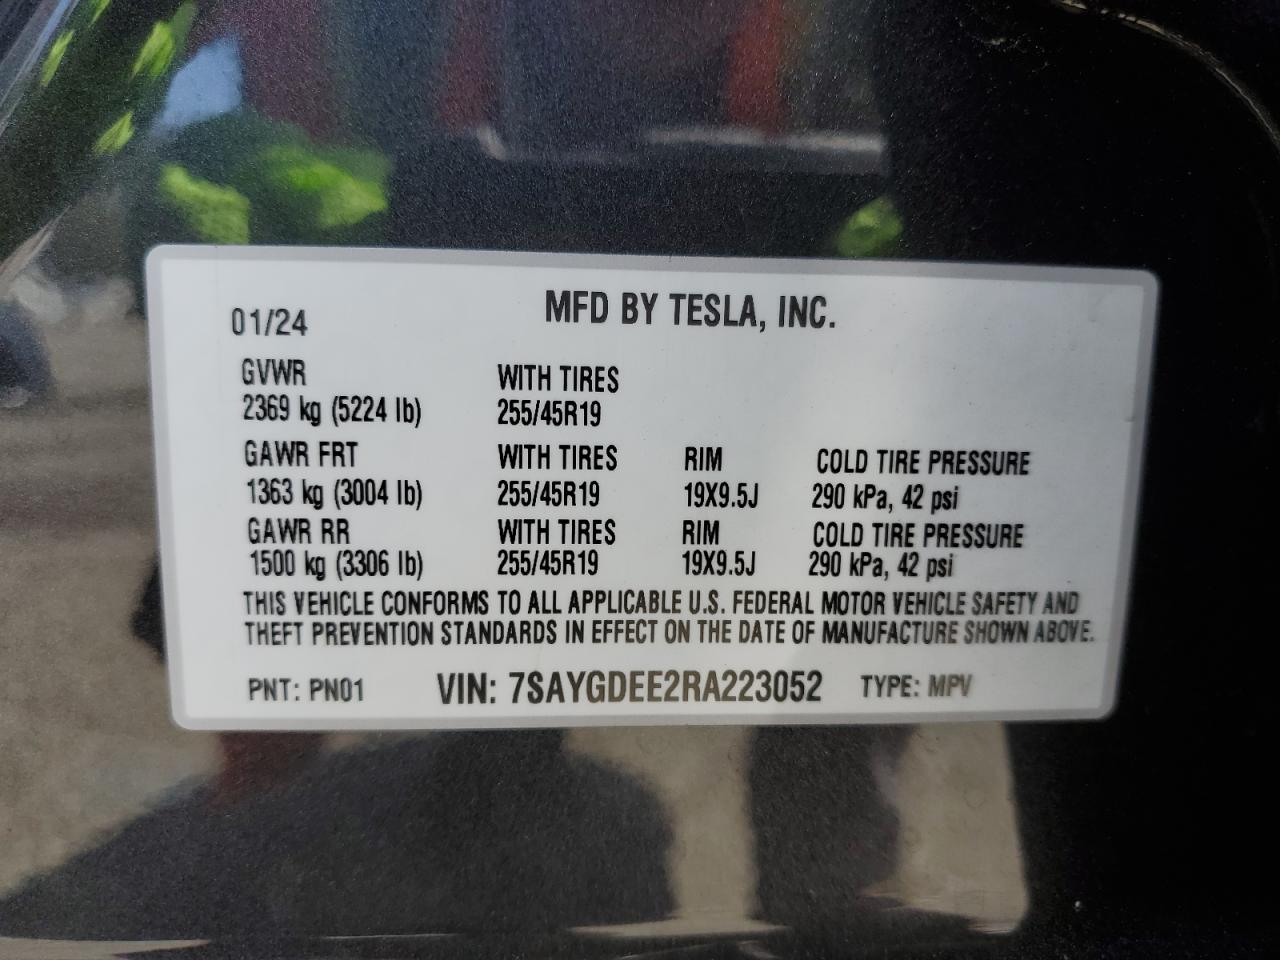 MFD BY TESLA, INC.
01/24
GVWR WITH TIRES
2369 kg (5224 lb) 255/45R19
GAWR FRT WITH TIRES RIM COLD TIRE PRESSURE
1363 kg (3004 lb) 255/45R19 19X9.5J 290 kPa, 42 psi
GAWR RR WITH TIRES RIM COLD TIRE PRESSURE
1500 kg (3306 lb) 255/45R19 19X9.5J 290 kPa, 42 psi
THIS VEHICLE CONFORMS TO ALL APPLICABLE U.S. FEDERAL MOTOR VEHICLE SAFETY AND
THEFT PREVENTION STANDARDS IN EFFECT ON THE DATE OF MANUFACTURE SHOWN ABOVE.
PNT: PN01 VIN: 7SAYGDEE2RA223052 TYPE: MPV